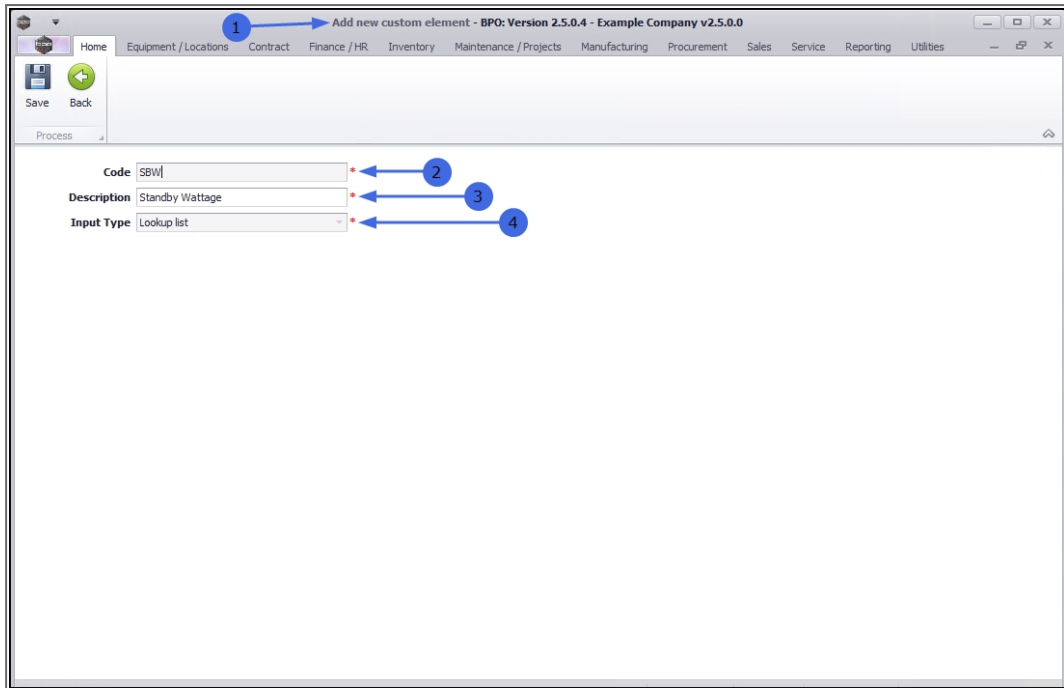 1
Add new custom element - BPO: Version 2.5.0.4 - Example Company v2.5.0.0
Home Equipment / Locations Contract Finance / HR Inventory Maintenance / Projects Manufacturing Procurement Sales Service Reporting Utilities
Save Back
Process
Code SBW * 2
Description Standby Wattage * 3
Input Type Lookup list * 4